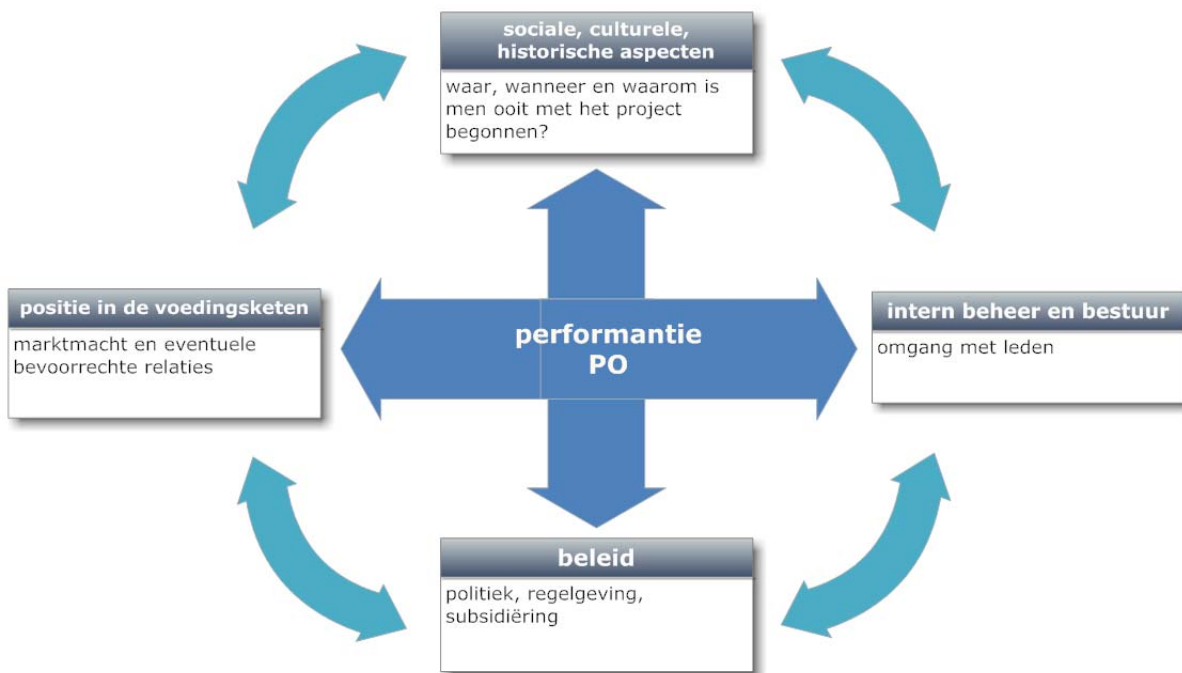 sociale, culturele,
historische aspecten
waar, wanneer en waarom is
men ooit met het project
begonnen?
positie in de voedingsketen
marktmacht en eventuele
bevoorrechte relaties
performantie
PO
intern beheer en bestuur
omgang met leden
beleid
politiek, regelgeving,
subsidiëring